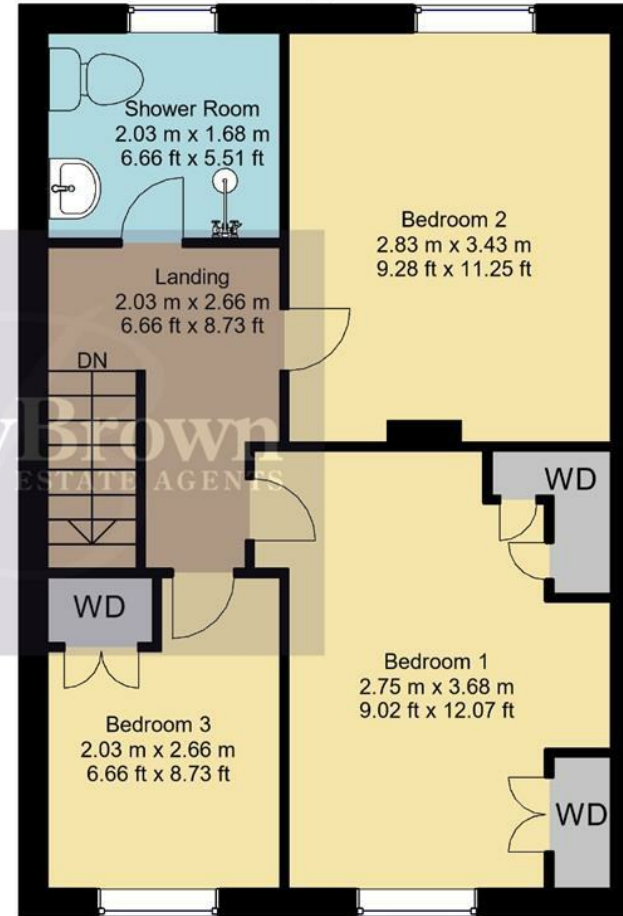 Shower Room
2.03 m x 1.68 m
6.66 ft x 5.51 ft
Bedroom 2
2.83 m x 3.43 m
9.28 ft x 11.25 ft
Landing
2.03 m x 2.66 m
6.66 ft x 8.73 ft
DN
Brown
ESTATE AGENTS
WD
WD
Bedroom 1
2.75 m x 3.68 m
9.02 ft x 12.07 ft
Bedroom 3
2.03 m x 2.66 m
6.66 ft x 8.73 ft
WD